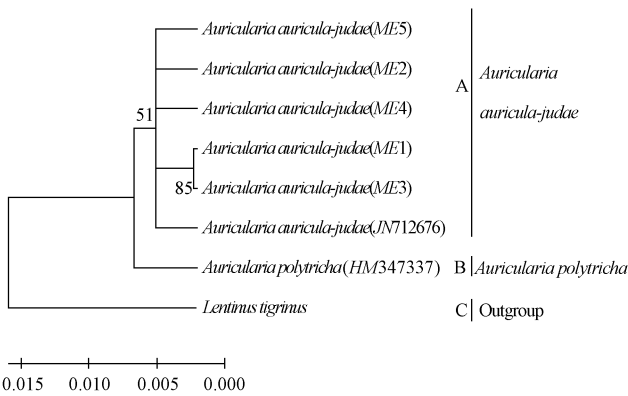 Auricularia auricula-judae(ME5)
Auricularia auricula-judae(ME2)
Auricularia auricula-judae(ME4)
Auricularia auricula-judae(ME1)
Auricularia auricula-judae(ME3)
Auricularia auricula-judae(JN712676)
Auricularia polytricha(HM347337)
Lentinus tigrinus
51
85
A
Auricularia
auricula-judae
B
Auricularia polytricha
C
Outgroup
0.015 0.010 0.005 0.000